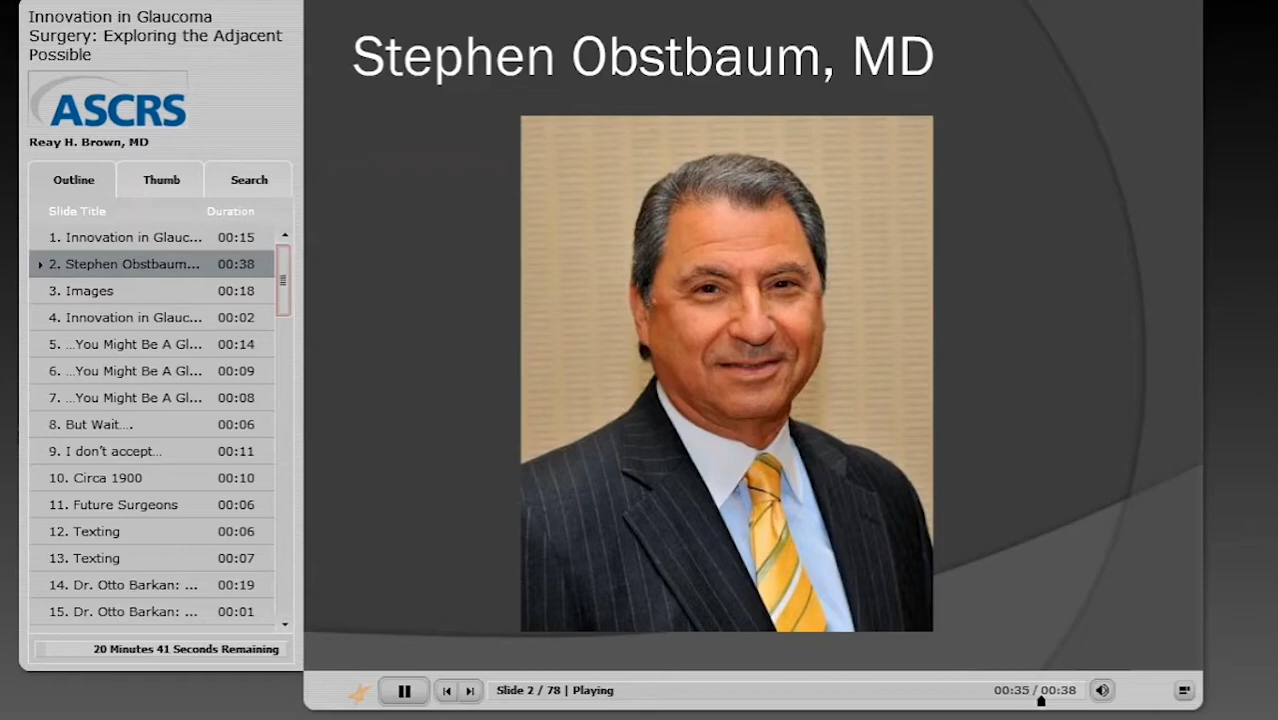 Innovation in Glaucoma
Surgery: Exploring the Adjacent
Possible
ASCRS
Reay H. Brown, MD
Outline Thumb Search
Slide Title Duration
1. Innovation in Glauc... 00:15
2. Stephen Obstbaum... 00:38
3. Images 00:18
4. Innovation in Glauc... 00:02
5. ...You Might Be A Gl... 00:14
6. ...You Might Be A Gl... 00:09
7. ...You Might Be A Gl... 00:08
8. But Wait.... 00:06
9. I don’t accept... 00:11
10. Circa 1900 00:10
11. Future Surgeons 00:06
12. Texting 00:06
13. Texting 00:07
14. Dr. Otto Barkan: ... 00:19
15. Dr. Otto Barkan: ... 00:01
20 Minutes 41 Seconds Remaining
Stephen Obstbaum, MD
Slide 2 / 78 | Playing
00:35 / 00:38